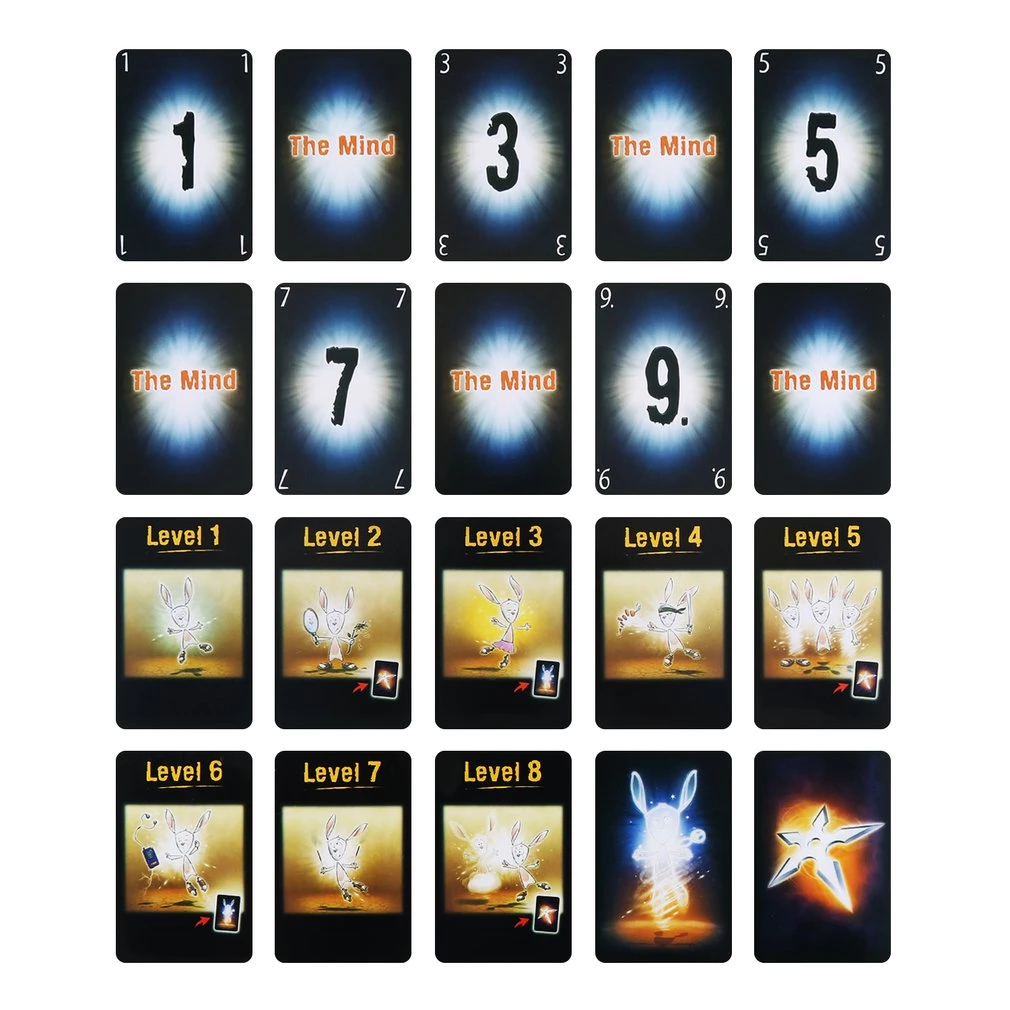 1 1
1
1 1
The Mind
3 3
3
3 3
The Mind
5 5
5
5 5
The Mind
7 7
7
7 7
The Mind
9. 9.
9.
9. 9.
The Mind
Level 1
Level 2
Level 3
Level 4
Level 5
Level 6
Level 7
Level 8